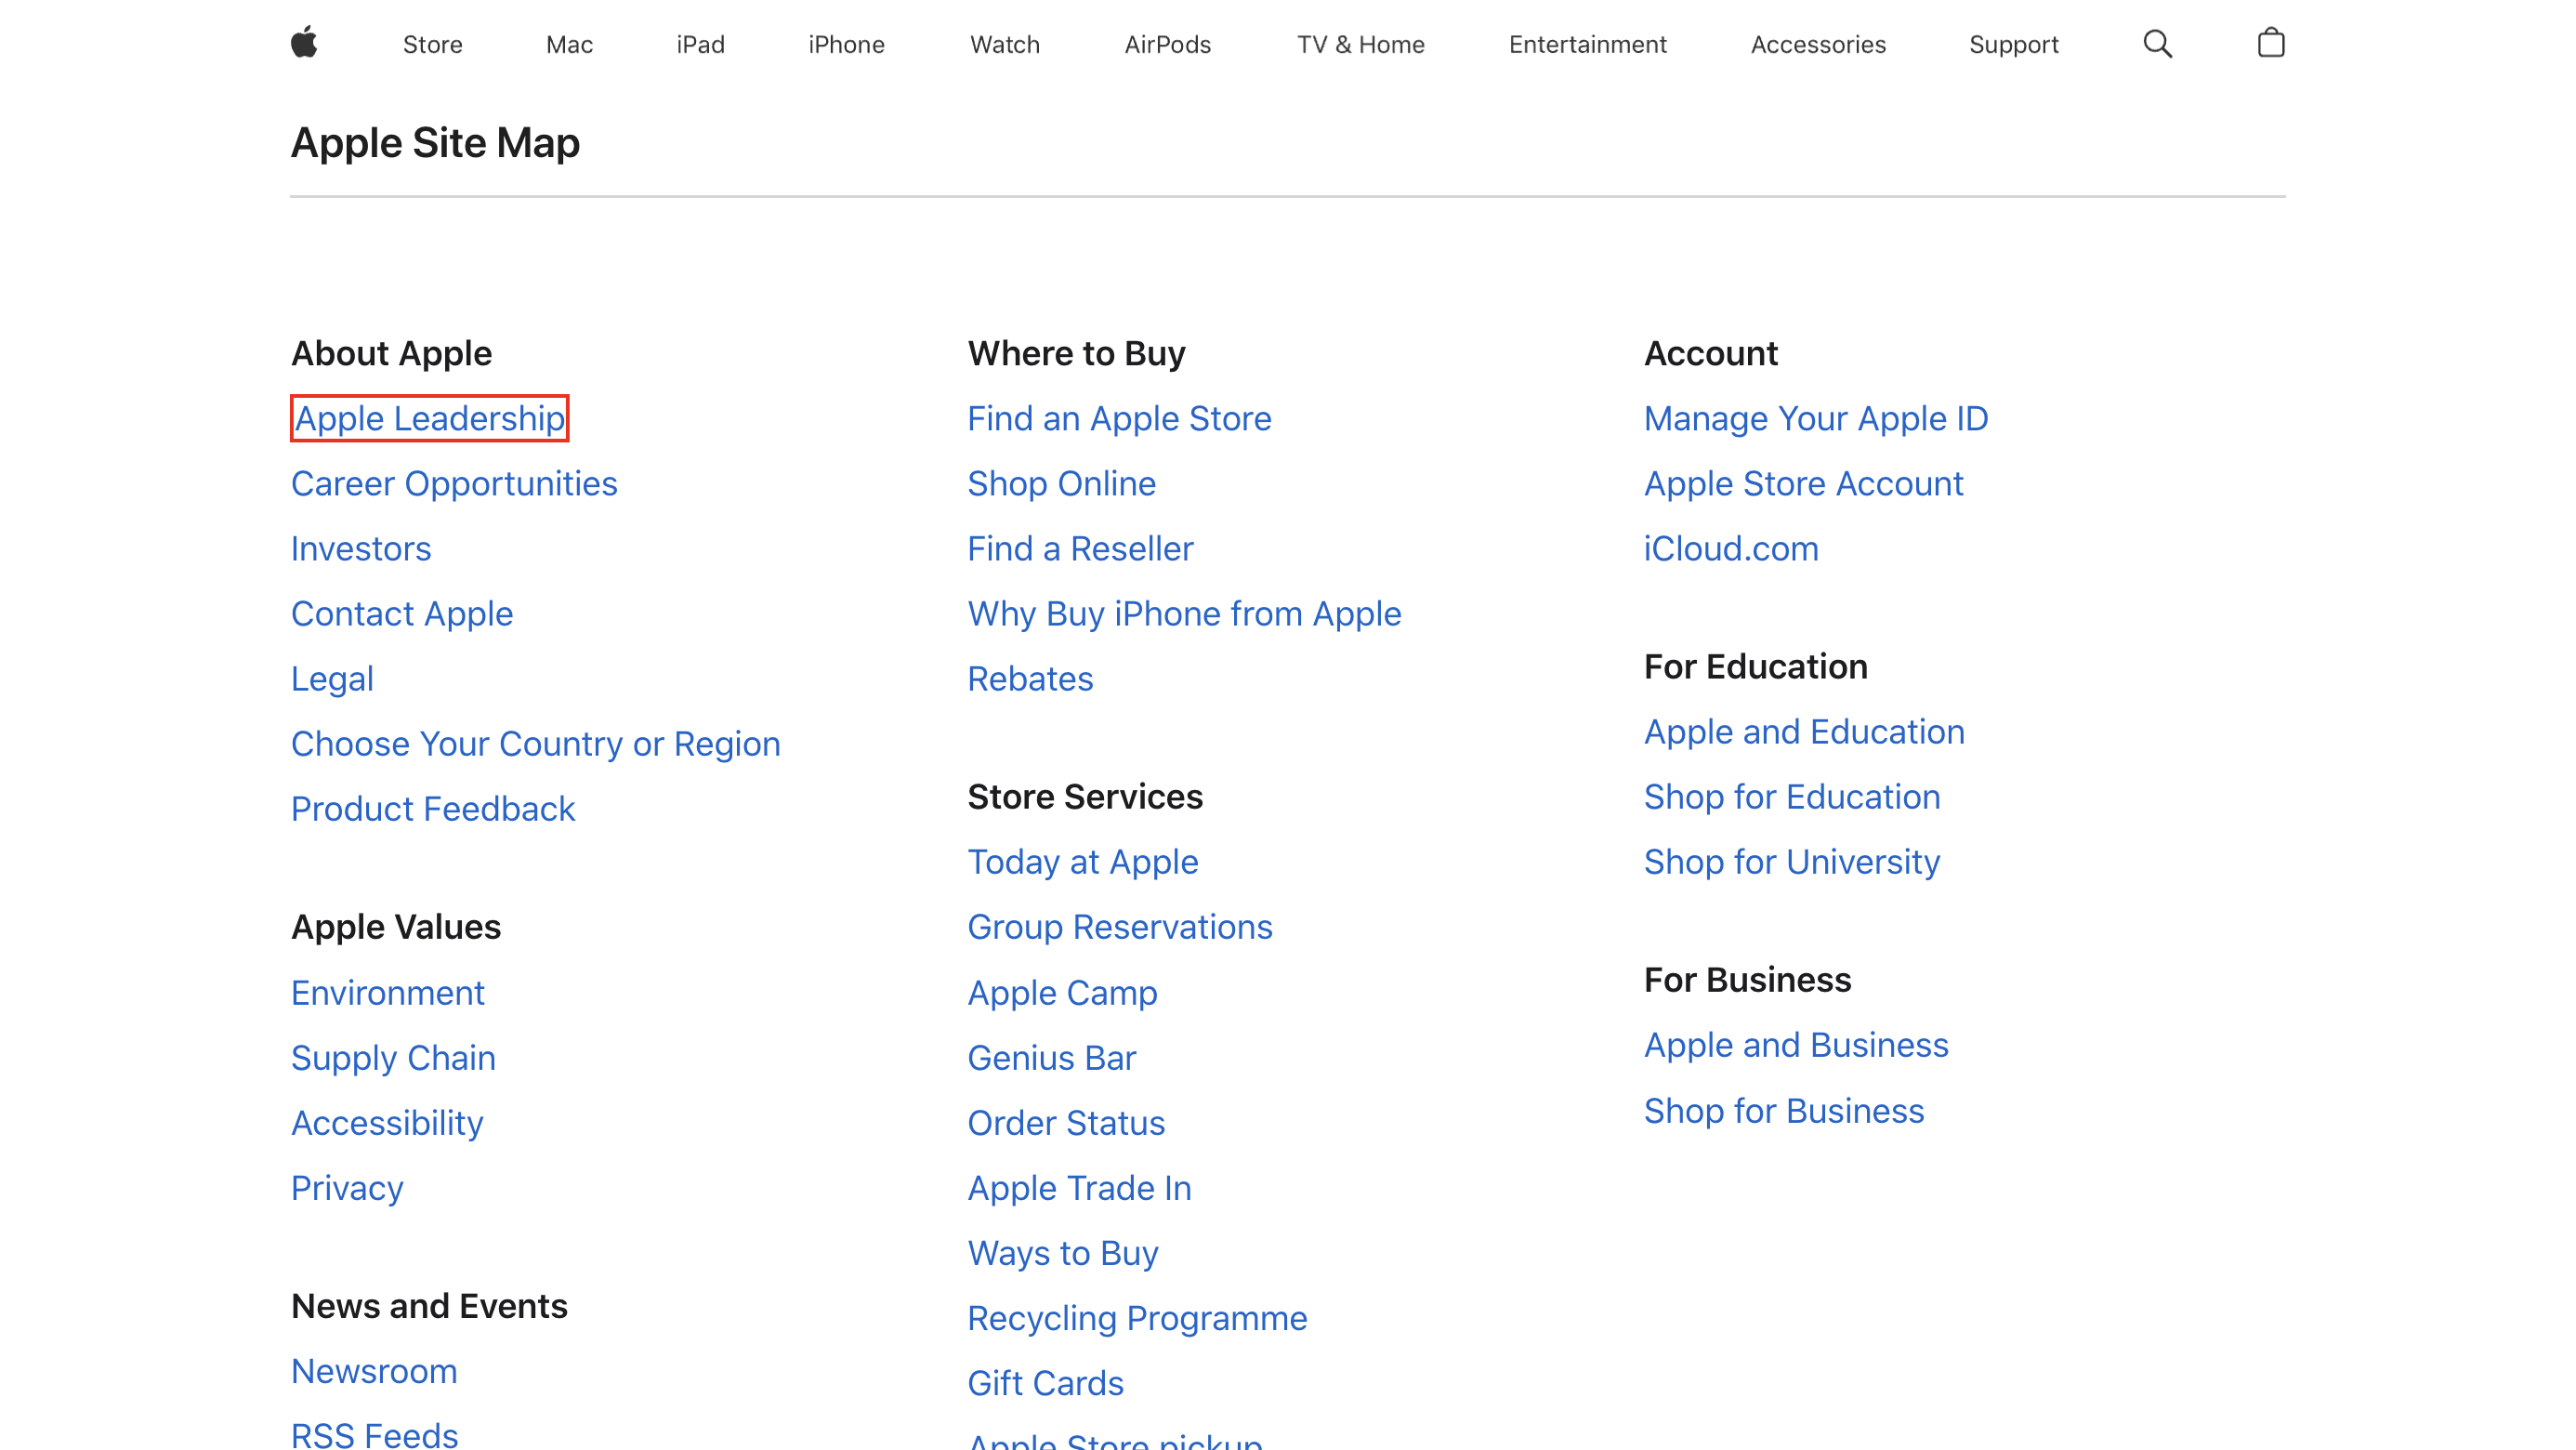 Store Mac iPad iPhone Watch AirPods TV & Home Entertainment Accessories Support
Apple Site Map
About Apple
Apple Leadership
Career Opportunities
Investors
Contact Apple
Legal
Choose Your Country or Region
Product Feedback
Apple Values
Environment
Supply Chain
Accessibility
Privacy
News and Events
Newsroom
RSS Feeds
Where to Buy
Find an Apple Store
Shop Online
Find a Reseller
Why Buy iPhone from Apple
Rebates
Store Services
Today at Apple
Group Reservations
Apple Camp
Genius Bar
Order Status
Apple Trade In
Ways to Buy
Recycling Programme
Gift Cards
Apple Store pickup
Account
Manage Your Apple ID
Apple Store Account
iCloud.com
For Education
Apple and Education
Shop for Education
Shop for University
For Business
Apple and Business
Shop for Business